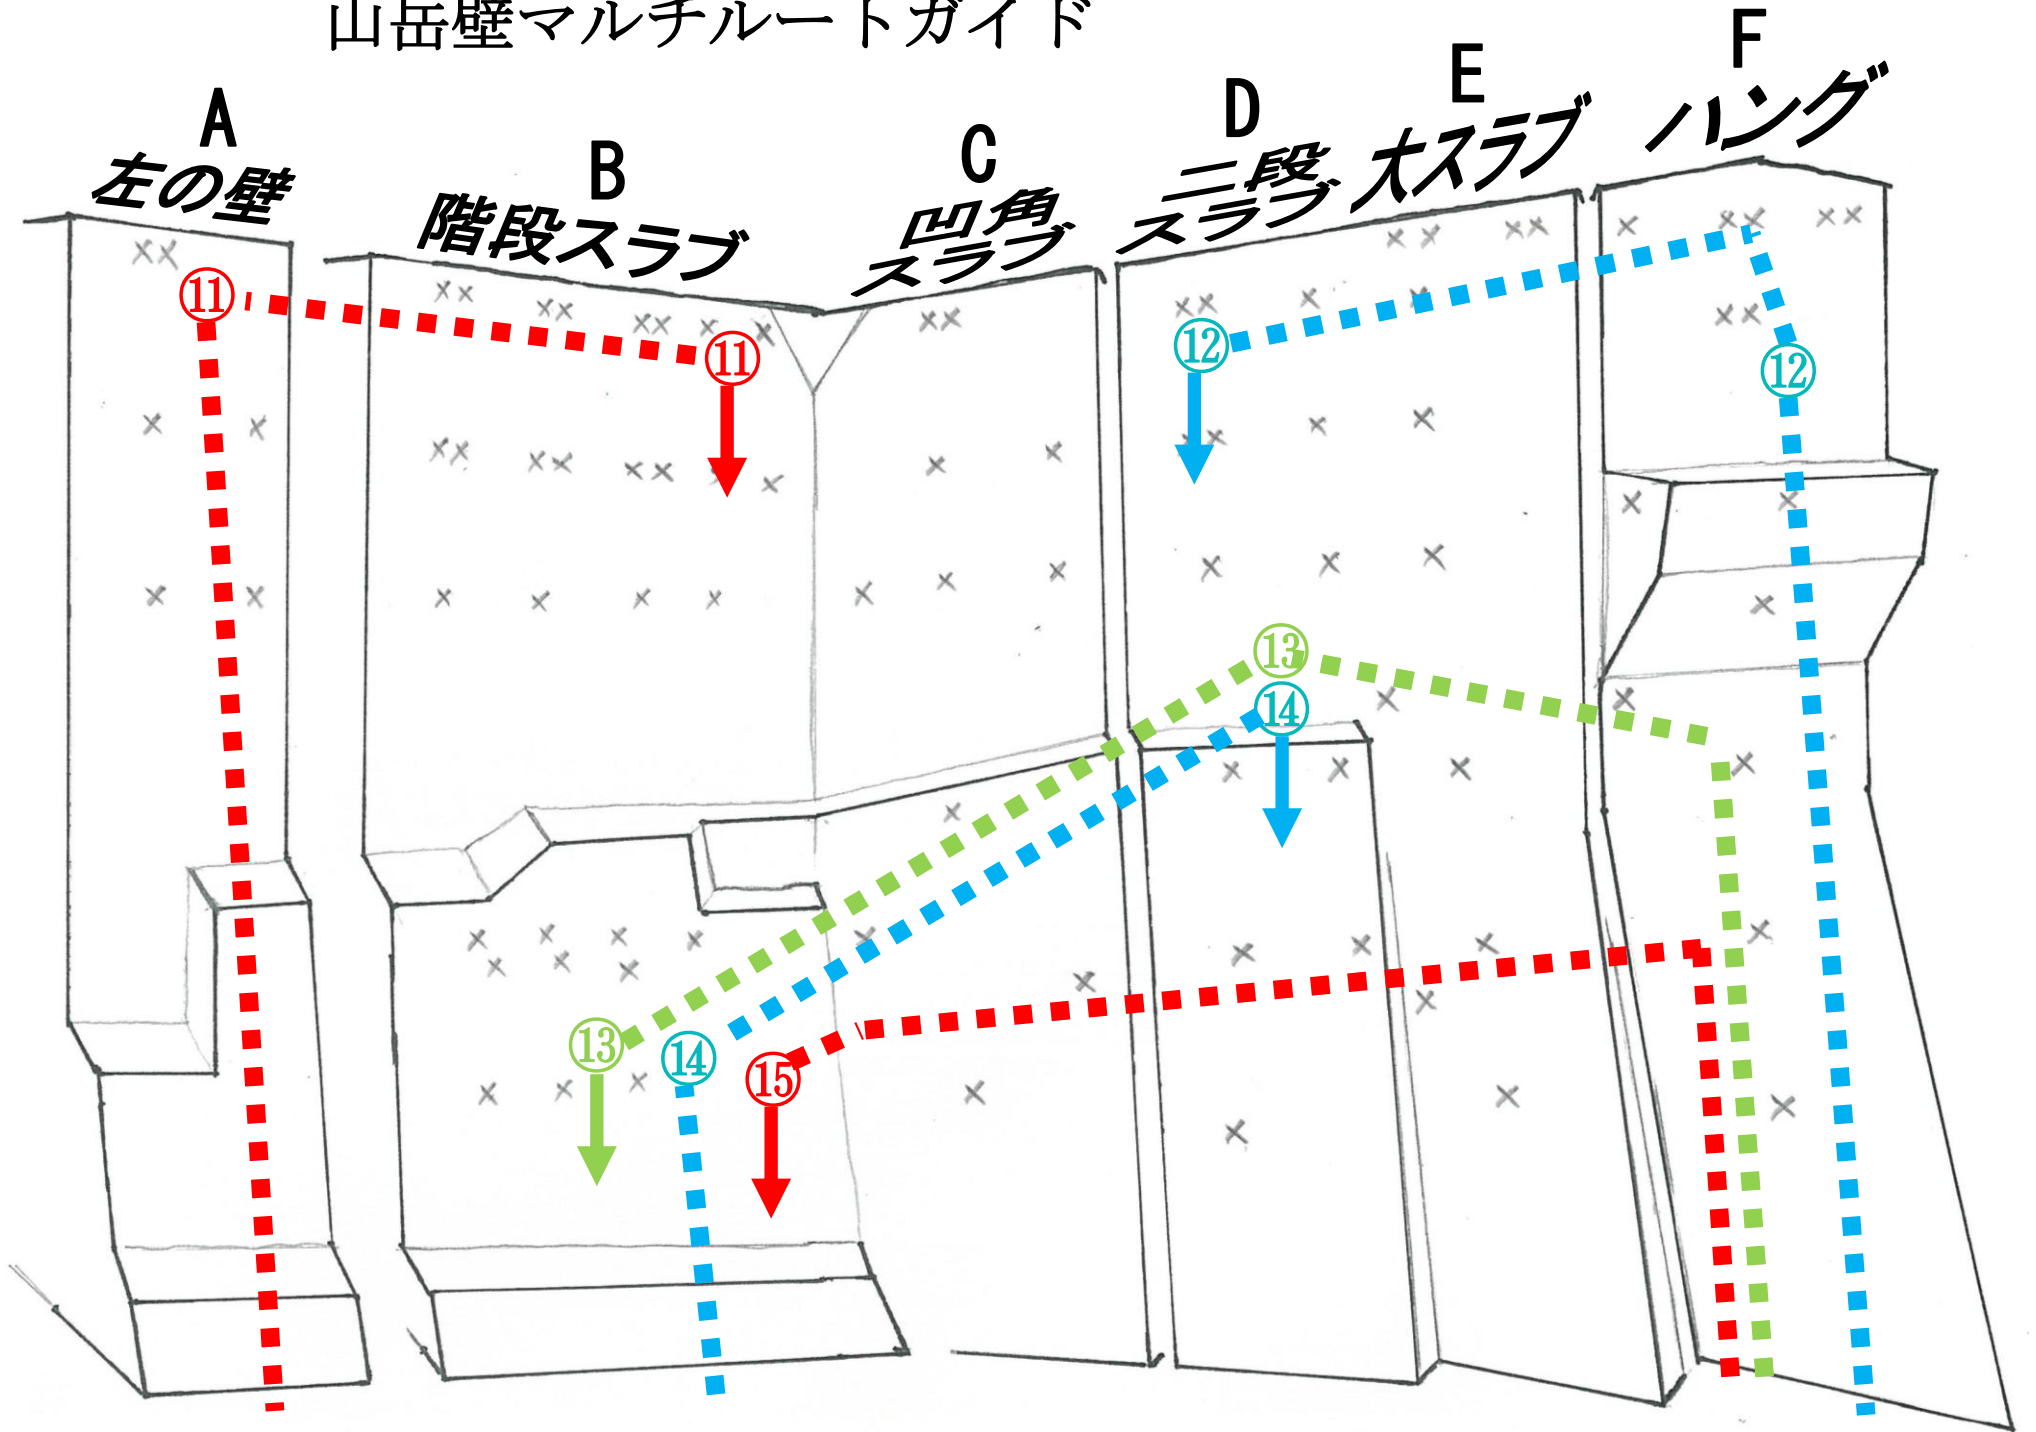 山岳壁マルチルートガイド
A
左の壁
B
階段スラブ
C
凹角
スラブ
D
二段
スラブ
E
大スラブ
F
ハング
⑪
⑪
⑫
⑫
⑬
⑭
⑬
⑭
⑮